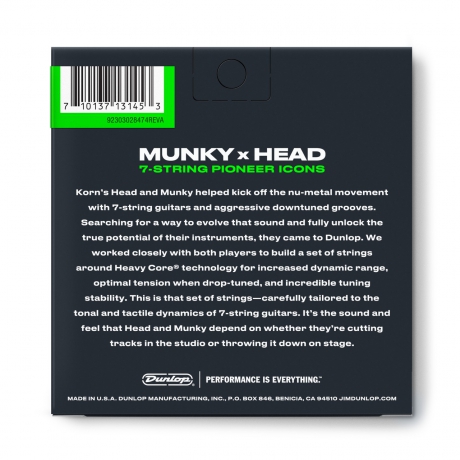 7 10137 13145 3
92303028474REVA
MUNKY x HEAD
7-STRING PIONEER ICONS
Korn's Head and Munky helped kick off the nu-metal movement
with 7-string guitars and aggressive downtuned grooves.
Searching for a way to evolve that sound and fully unlock the
true potential of their instruments, they came to Dunlop. We
worked closely with both players to build a set of strings
around Heavy Core® technology for increased dynamic range,
optimal tension when drop-tuned, and incredible tuning
stability. This is that set of strings—carefully tailored to the
tonal and tactile dynamics of 7-string guitars. It's the sound and
feel that Head and Munky depend on whether they're cutting
tracks in the studio or throwing it down on stage.
Dunlop | PERFORMANCE IS EVERYTHING.™
MADE IN U.S.A. DUNLOP MANUFACTURING, INC., P.O. BOX 846, BENICIA, CA 94510 JIMDUNLOP.COM